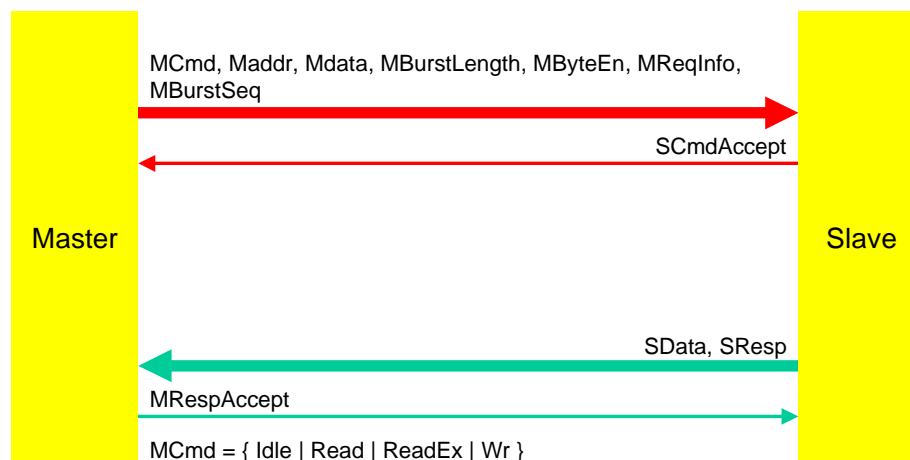 MCmd, Maddr, Mdata, MBurstLength, MByteEn, MReqInfo,
MBurstSeq
SCmdAccept
Master
Slave
SData, SResp
MRespAccept
MCmd = { Idle | Read | ReadEx | Wr }